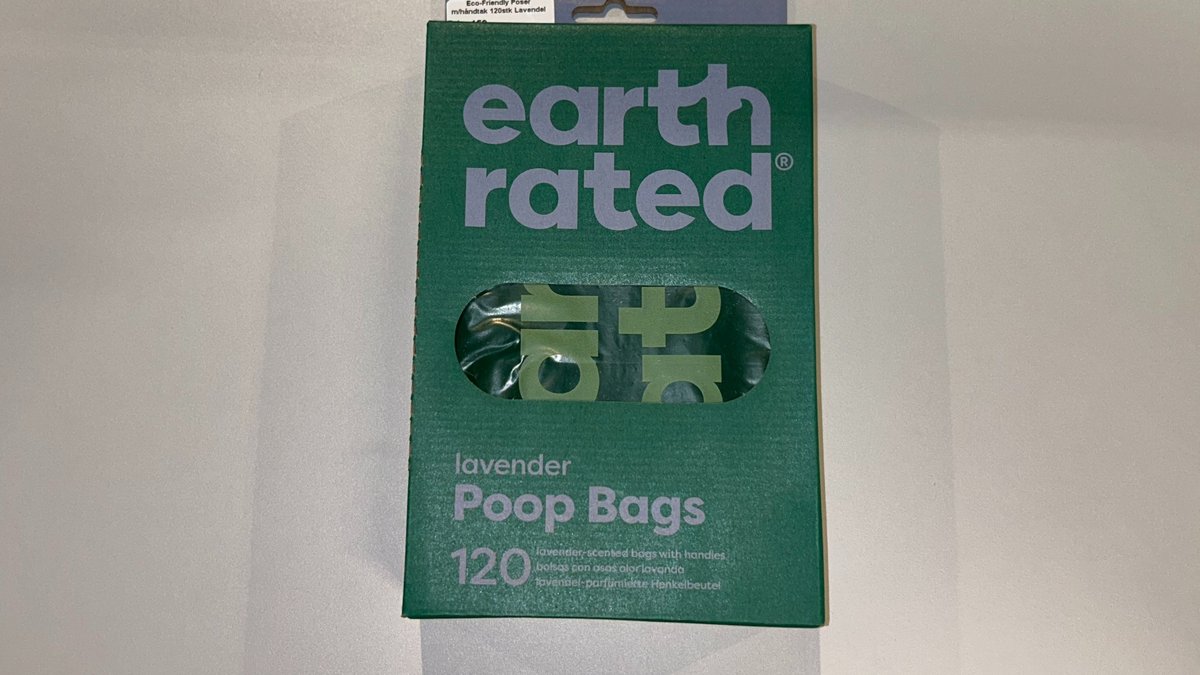 Eco-Friendly Poser
m/håndtak 120stk Lavendel
earth
rated®
lavender
Poop Bags
120
lavender-scented bags with handles
bolsas con asas olor lavanda
lavendel-parfümierte Henkelbeutel